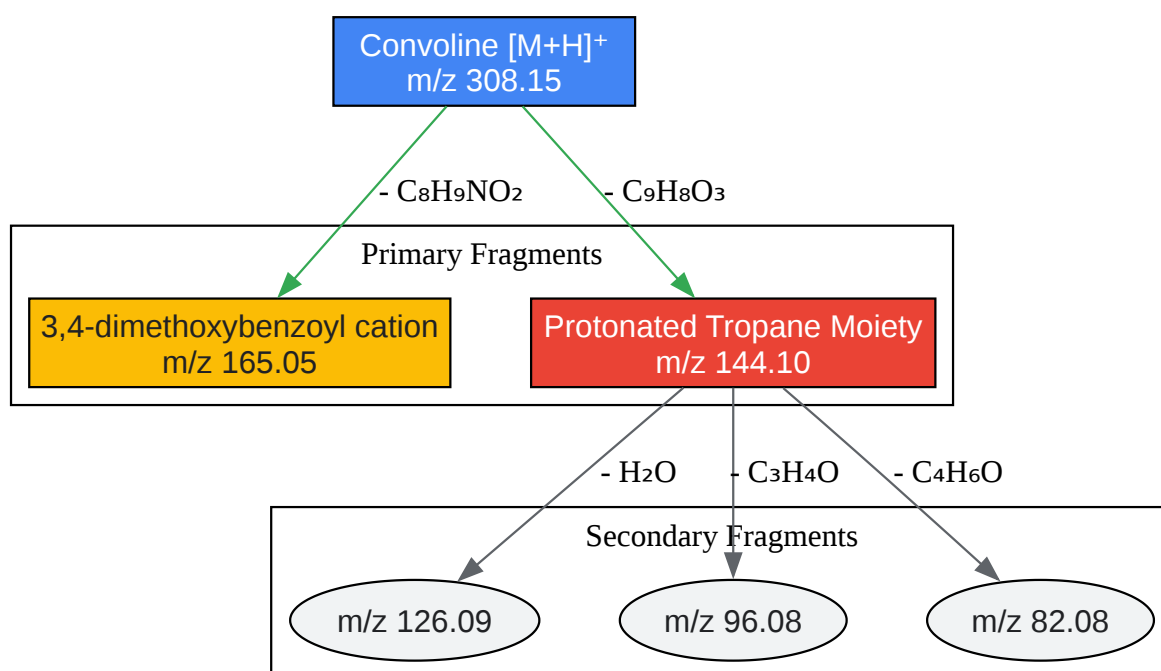 Convoline [M+H]⁺
m/z 308.15
- C₈H₉NO₂
- C₉H₈O₃
Primary Fragments
3,4-dimethoxybenzoyl cation
m/z 165.05
Protonated Tropane Moiety
m/z 144.10
- H₂O
- C₃H₄O
- C₄H₆O
Secondary Fragments
m/z 126.09
m/z 96.08
m/z 82.08